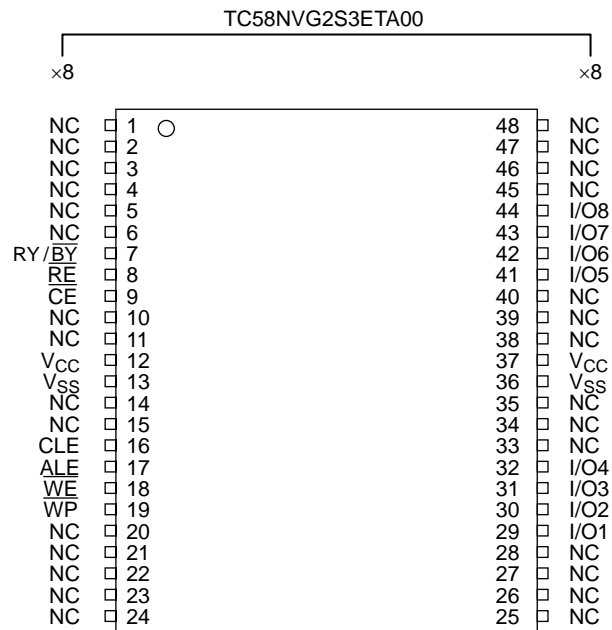 TC58NVG2S3ETA00
×8 ×8
NC 1 48 NC
NC 2 47 NC
NC 3 46 NC
NC 4 45 NC
NC 5 44 I/O8
NC 6 43 I/O7
RY/B̅Y̅ 7 42 I/O6
R̅E̅ 8 41 I/O5
C̅E̅ 9 40 NC
NC 10 39 NC
NC 11 38 NC
VCC 12 37 VCC
VSS 13 36 VSS
NC 14 35 NC
NC 15 34 NC
CLE 16 33 NC
ALE 17 32 I/O4
W̅E̅ 18 31 I/O3
W̅P̅ 19 30 I/O2
NC 20 29 I/O1
NC 21 28 NC
NC 22 27 NC
NC 23 26 NC
NC 24 25 NC